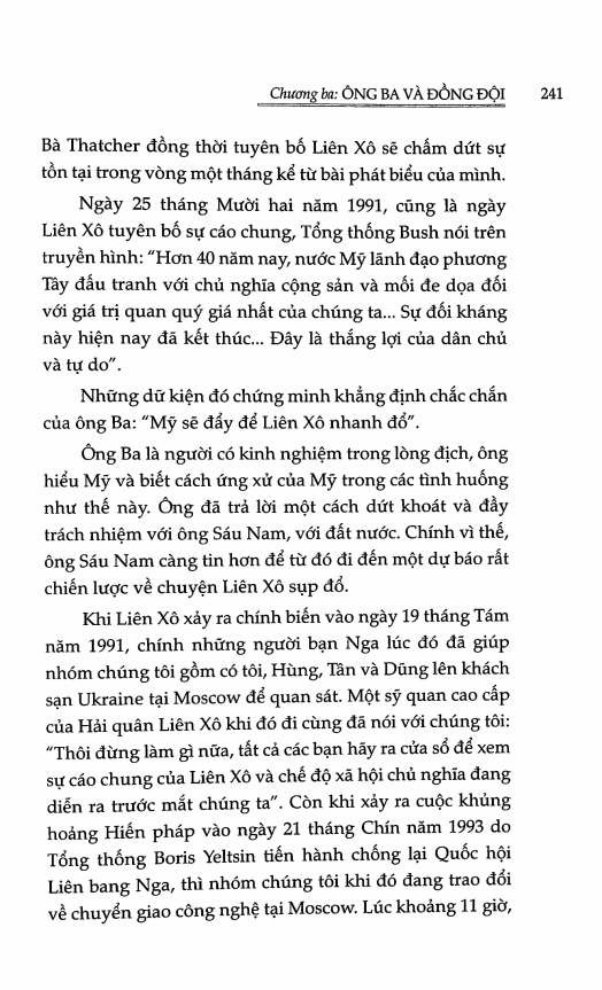 Chương ba: ÔNG BA VÀ ĐỒNG ĐỘI 241
Bà Thatcher đồng thời tuyên bố Liên Xô sẽ chấm dứt sự
tồn tại trong vòng một tháng kể từ bài phát biểu của mình.
Ngày 25 tháng Mười hai năm 1991, cũng là ngày
Liên Xô tuyên bố sự cáo chung, Tổng thống Bush nói trên
truyền hình: “Hơn 40 năm nay, nước Mỹ lãnh đạo phương
Tây đấu tranh với chủ nghĩa cộng sản và mối đe dọa đối
với giá trị quan quý giá nhất của chúng ta... Sự đối kháng
này hiện nay đã kết thúc... Đây là thắng lợi của dân chủ
và tự do”.
Những dữ kiện đó chứng minh khẳng định chắc chắn
của ông Ba: “Mỹ sẽ đẩy để Liên Xô nhanh đổ”.
Ông Ba là người có kinh nghiệm trong lòng địch, ông
hiểu Mỹ và biết cách ứng xử của Mỹ trong các tình huống
như thế này. Ông đã trả lời một cách dứt khoát và đầy
trách nhiệm với ông Sáu Nam, với đất nước. Chính vì thế,
ông Sáu Nam càng tin hơn để từ đó đi đến một dự báo rất
chiến lược về chuyện Liên Xô sụp đổ.
Khi Liên Xô xảy ra chính biến vào ngày 19 tháng Tám
năm 1991, chính những người bạn Nga lúc đó đã giúp
nhóm chúng tôi gồm có tôi, Hùng, Tân và Dũng lên khách
sạn Ukraine tại Moscow để quan sát. Một sỹ quan cao cấp
của Hải quân Liên Xô khi đó đi cùng đã nói với chúng tôi:
“Thôi đừng làm gì nữa, tất cả các bạn hãy ra cửa sổ để xem
sự cáo chung của Liên Xô và chế độ xã hội chủ nghĩa đang
diễn ra trước mắt chúng ta”. Còn khi xảy ra cuộc khủng
hoảng Hiến pháp vào ngày 21 tháng Chín năm 1993 do
Tổng thống Boris Yeltsin tiến hành chống lại Quốc hội
Liên bang Nga, thì nhóm chúng tôi khi đó đang trao đổi
về chuyển giao công nghệ tại Moscow. Lúc khoảng 11 giờ,